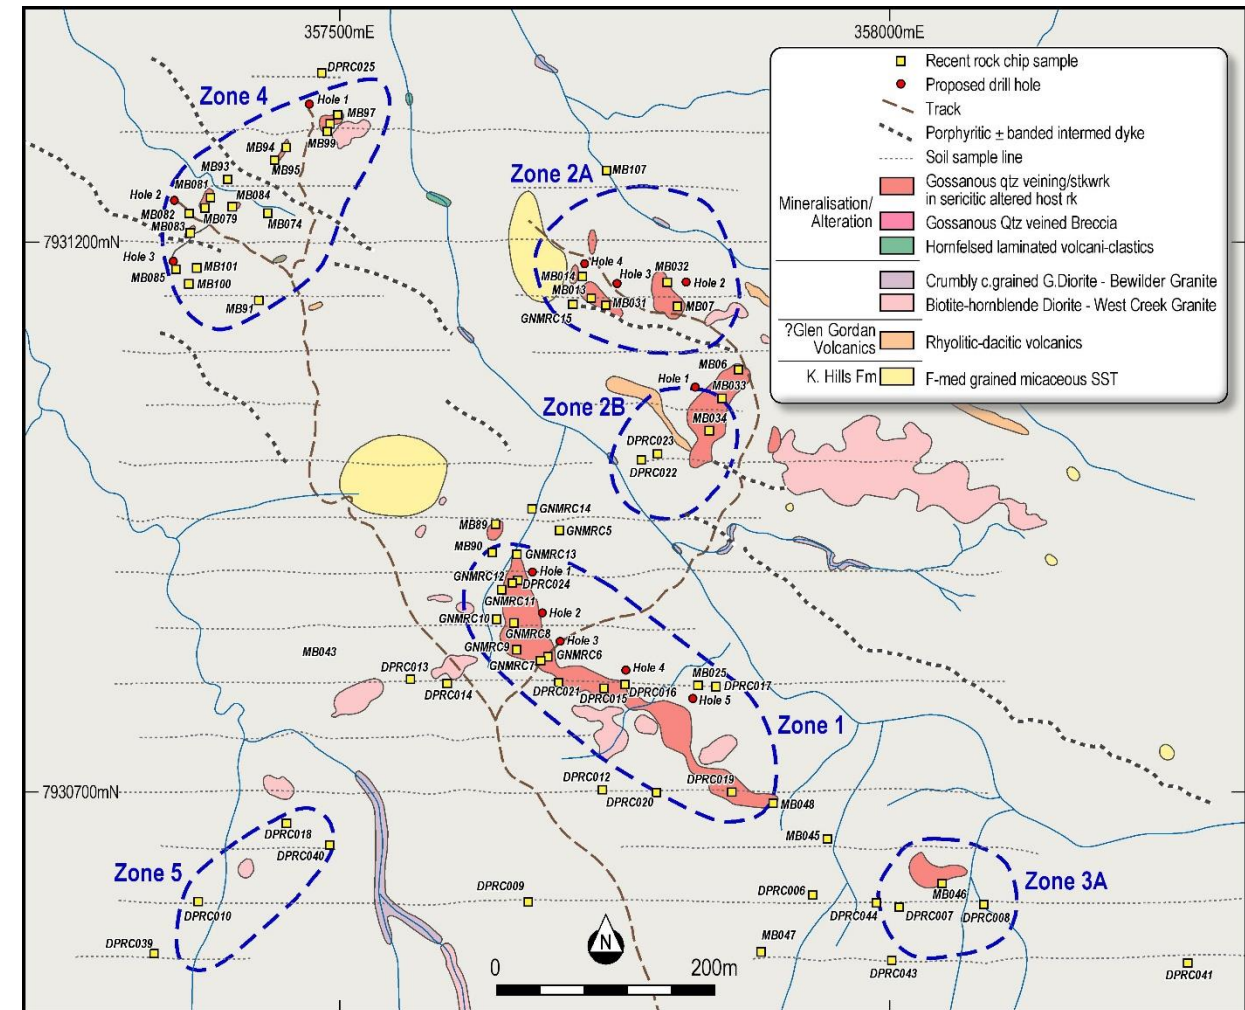 357500mE
358000mE
Recent rock chip sample
Proposed drill hole
Track
Porphyritic ± banded intermed dyke
Soil sample line
Mineralisation/
Alteration
Gossanous qtz veining/stkwrk
in sericitic altered host rk
Gossanous Qtz veined Breccia
Hornfelsed laminated volcani-clastics
Crumbly c.grained G.Diorite - Bewilder Granite
Biotite-hornblende Diorite - West Creek Granite
?Glen Gordan
Volcanics
Rhyolitic-dacitic volcanics
K. Hills Fm
F-med grained micaceous SST
DPRC025
Zone 4
Hole 1
MB97
MB99
MB94
MB95
MB93
MB081
Hole 2
MB084
MB082
MB079
MB074
MB083
7931200mN
Hole 3
MB085
MB101
MB100
MB91
MB107
Zone 2A
Hole 4
Hole 3
MB032
Hole 2
MB014
MB013
MB031
MB07
GNMRC15
MB06
Hole 1
MB033
Zone 2B
MB034
DPRC023
DPRC022
GNMRC14
MB89
GNMRC5
MB90
GNMRC13
Hole 1
GNMRC12
DPRC024
GNMRC11
Hole 2
GNMRC10
GNMRC8
Hole 3
GNMRC9
GNMRC6
GNMRC7
MB043
DPRC013
DPRC014
Hole 4
MB025
DPRC021
DPRC015
DPRC016
DPRC017
Hole 5
Zone 1
DPRC012
DPRC019
DPRC020
7930700mN
MB048
MB045
DPRC018
DPRC040
Zone 5
DPRC010
DPRC039
DPRC009
DPRC006
Zone 3A
MB046
DPRC044
DPRC007
DPRC008
MB047
DPRC043
DPRC041
N
0
200m